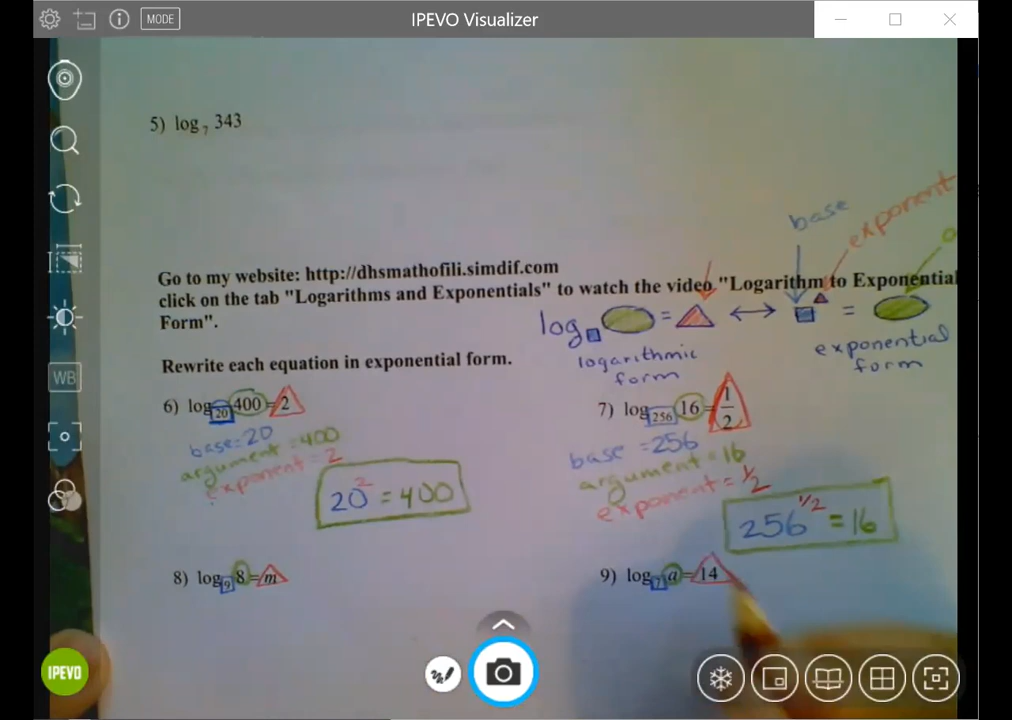 IPEVO Visualizer
MODE
5) log₇ 343
base
exponent
Go to my website: http://dhsmathofili.simdif.com
click on the tab "Logarithms and Exponentials" to watch the video "Logarithm to Exponential
Form".
log = ↔ =
logarithmic form
exponential form
Rewrite each equation in exponential form.
WB
6) log₂₀ 400 = 2
base = 20
argument = 400
exponent = 2
20² = 400
7) log₂₅₆ 16 = 1/2
base = 256
argument = 16
exponent = 1/2
256^1/2 = 16
8) log₉ 8 = m
9) log₇ a = 14
IPEVO